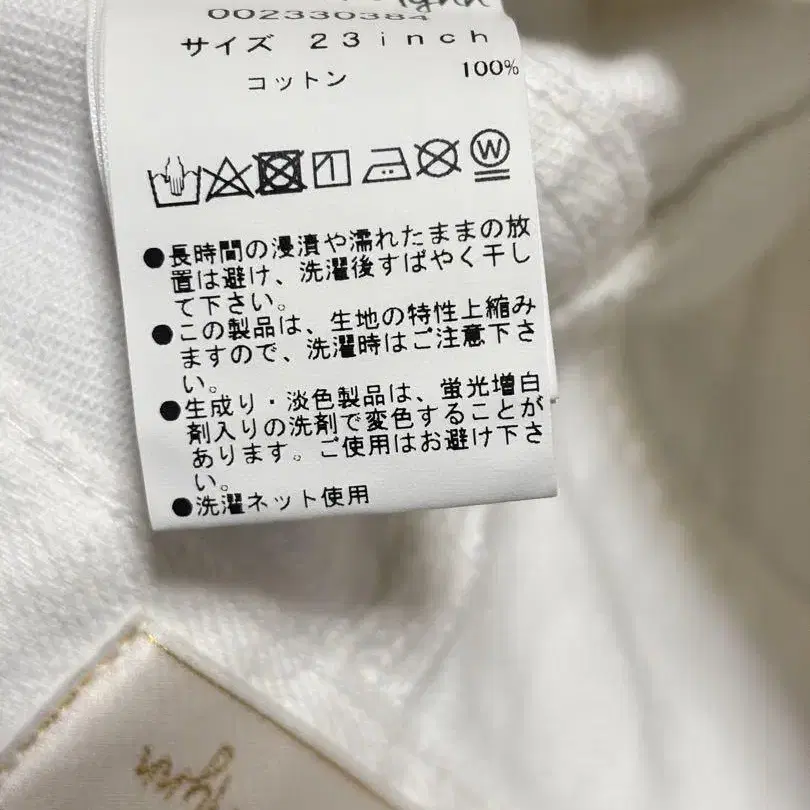 002330384
サイズ 23inch
コットン 100%
W
●長時間の浸漬や濡れたままの放
置は避け、洗濯後すばやく干し
て下さい。
●この製品は、生地の特性上縮み
ますので、洗濯時はご注意下さ
い。
●生成り・淡色製品は、蛍光増白
剤入りの洗剤で変色することが
あります。ご使用はお避け下さ
い。
●洗濯ネット使用